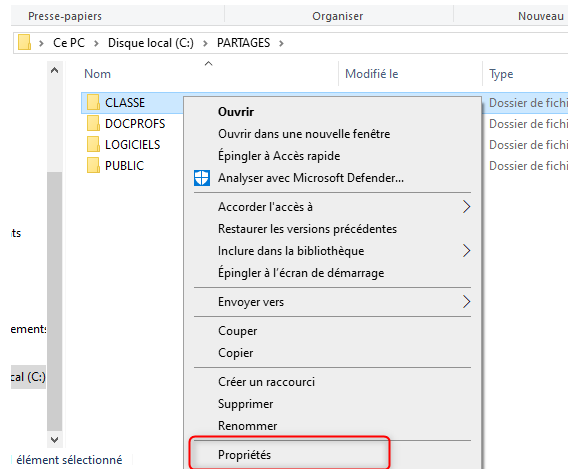 Presse-papiers Organiser Nouveau
Ce PC > Disque local (C:) > PARTAGES >
Nom Modifié le Type
CLASSE Dossier de fichi
DOCPROFS Dossier de fichi
LOGICIELS Dossier de fichi
PUBLIC Dossier de fichi
Ouvrir
Ouvrir dans une nouvelle fenêtre
Épingler à Accès rapide
Analyser avec Microsoft Defender...
Accorder l'accès à
Restaurer les versions précédentes
nts
Inclure dans la bibliothèque
Épingler à l'écran de démarrage
Envoyer vers
ements
Couper
Copier
cal (C:)
Créer un raccourci
Supprimer
Renommer
Propriétés
élément sélectionné